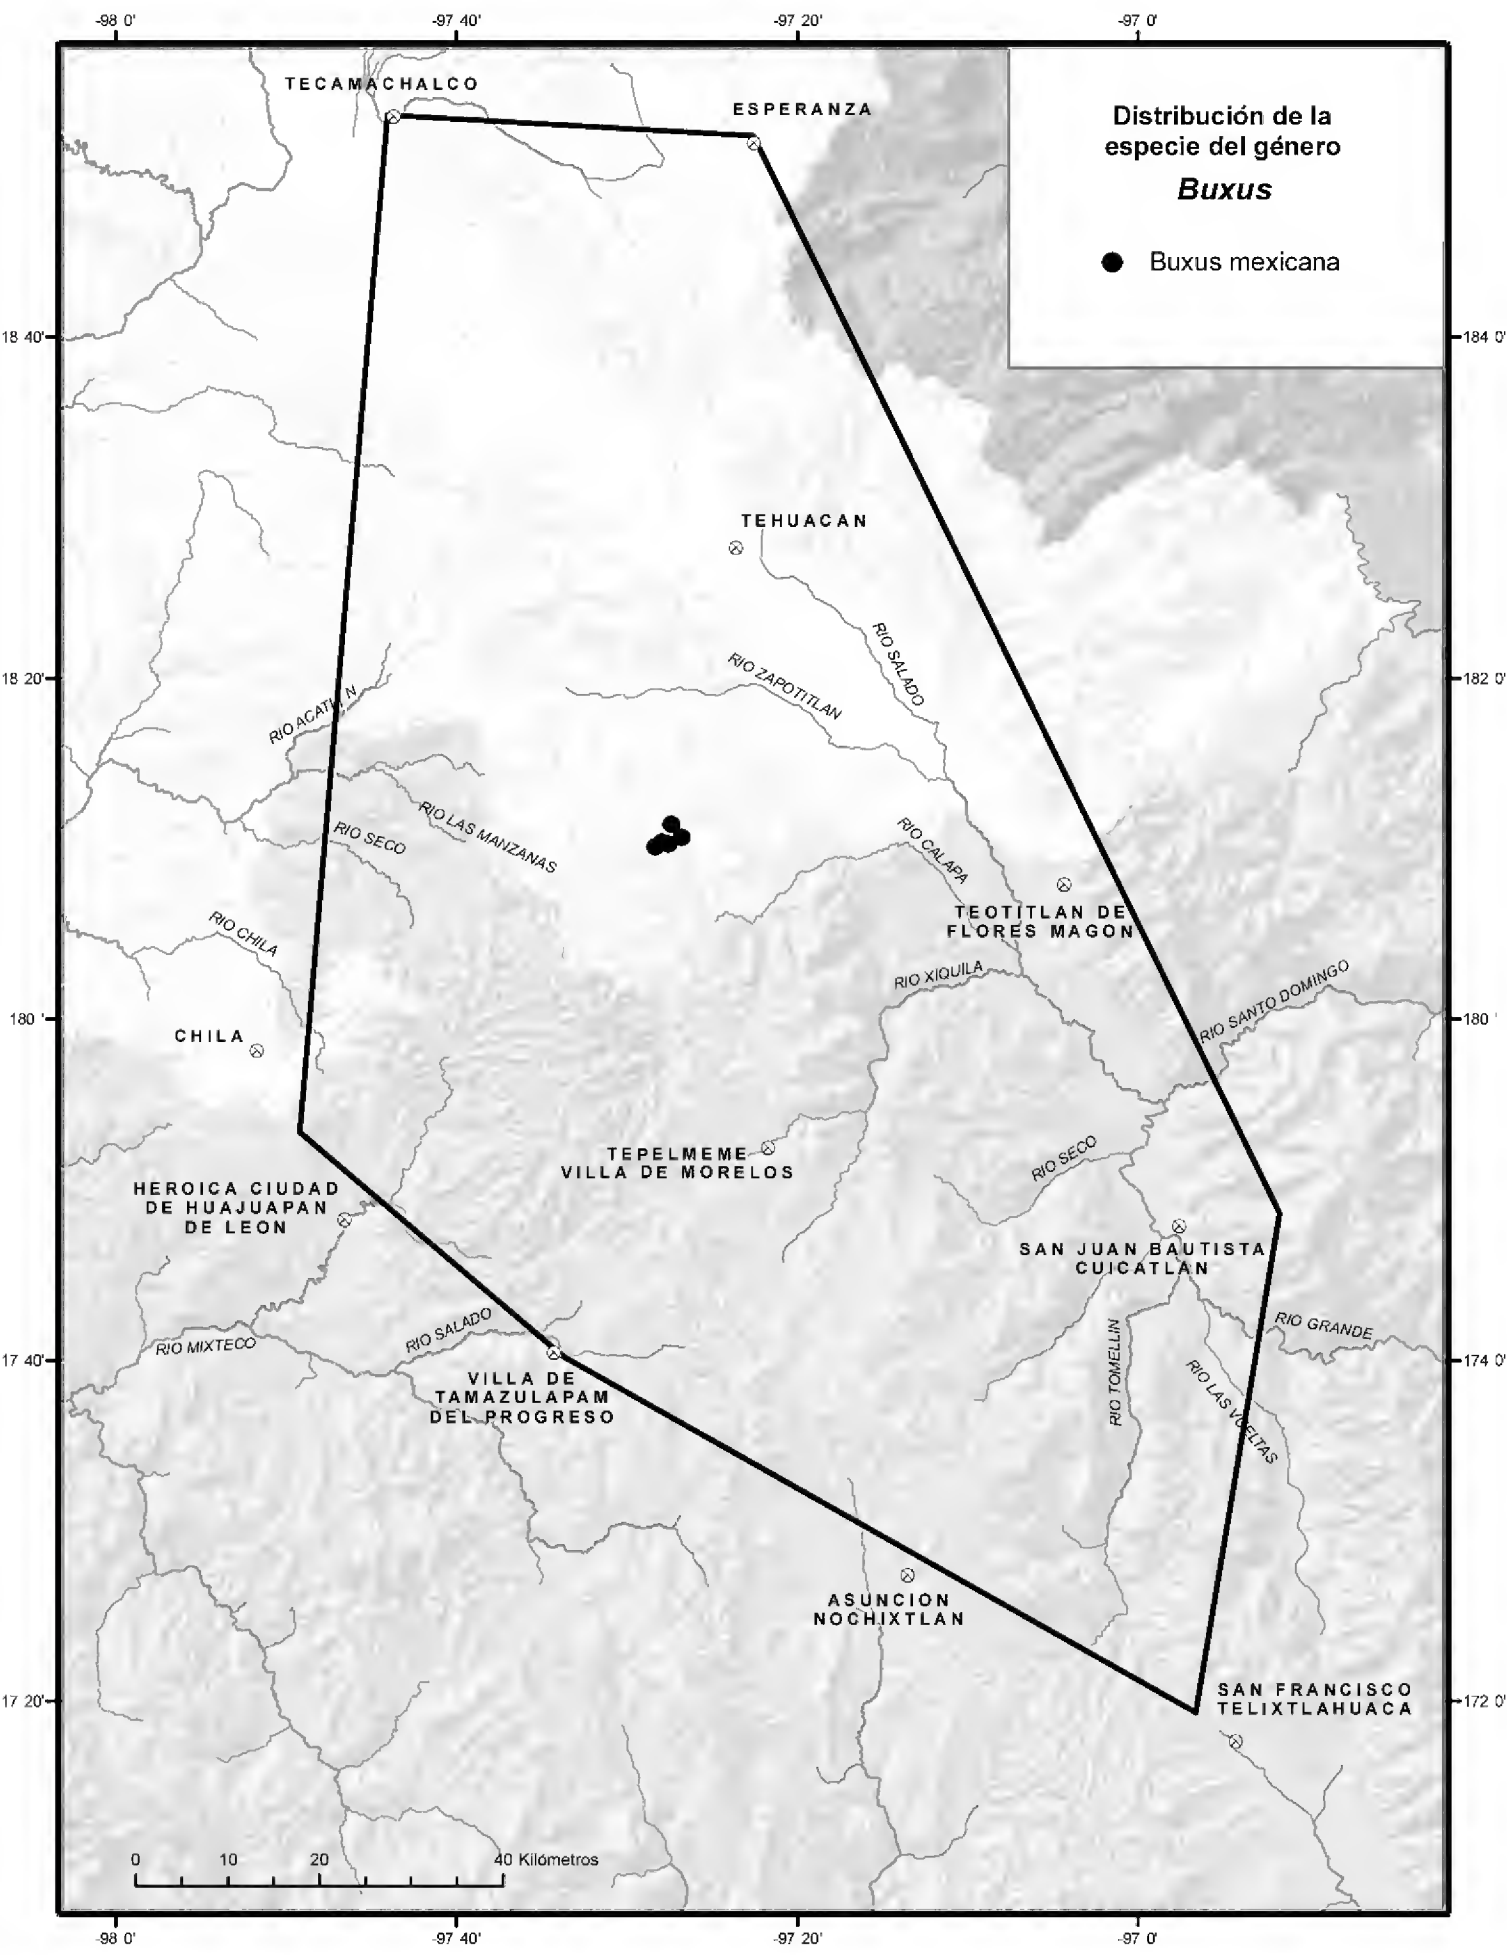 -98 0'
-97 40'
-97 20'
-97 0'
TECAMACHALCO
ESPERANZA
Distribución de la
especie del género
Buxus
Buxus mexicana
18 40'
184 0'
TEHUACAN
RIO SALADO
RIO ZAPOTITLAN
18 20'
182 0'
RIO ACATL N
RIO LAS MANZANAS
RIO SECO
RIO CALAPA
TEOTITLAN DE
FLORES MAGON
RIO CHILA
RIO XIQUILA
RIO SANTO DOMINGO
180 '
180 '
CHILA
TEPELMEME
VILLA DE MORELOS
RIO SECO
HEROICA CIUDAD
DE HUAJUAPAN
DE LEON
SAN JUAN BAUTISTA
CUICATLAN
RIO MIXTECO
RIO SALADO
RIO GRANDE
RIO TOMELLIN
RIO LAS VUELTAS
17 40'
174 0'
VILLA DE
TAMAZULAPAM
DEL PROGRESO
ASUNCION
NOCHIXTLAN
17 20'
172 0'
SAN FRANCISCO
TELIXTLAHUACA
0 10 20 40 Kilómetros
-98 0'
-97 40'
-97 20'
-97 0'